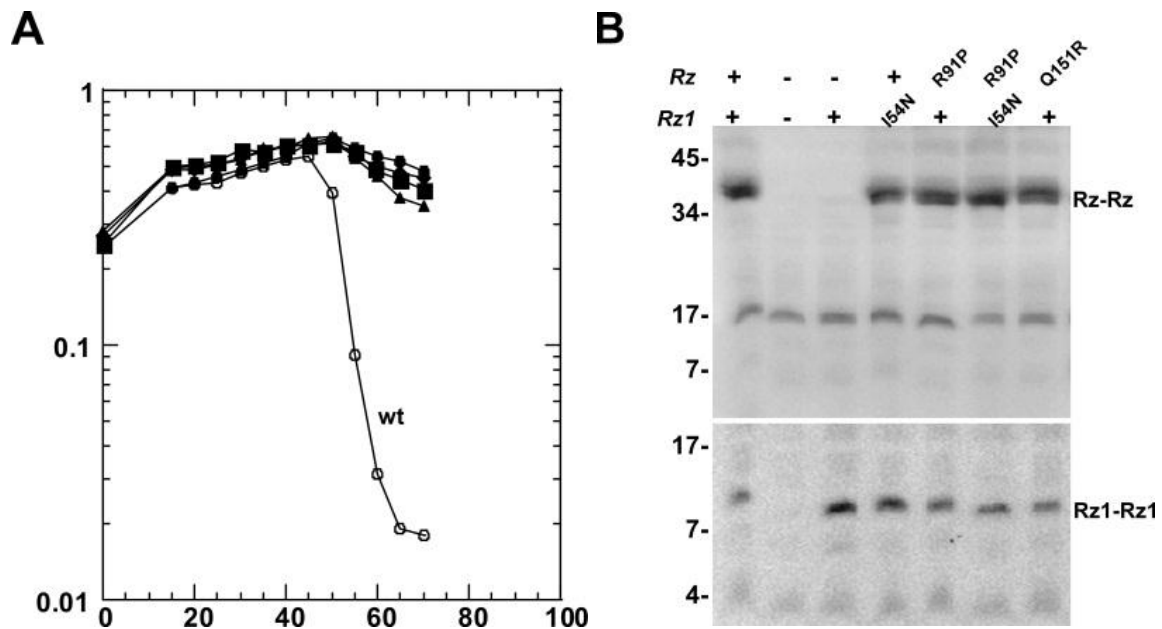 A
1
0.1
0.01
wt
0 20 40 60 80 100
B
Rz + - - + R91P R91P Q151R
Rz1 + - + I54N + I54N +
45-
34-
17-
7-
Rz-Rz
17-
7-
4-
Rz1-Rz1